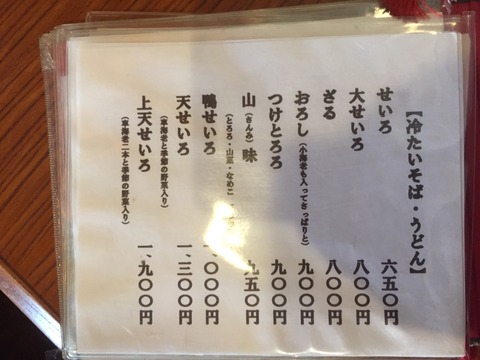 【冷たいそば・うどん】
せいろ 六五〇円
大せいろ 八〇〇円
ざる 八〇〇円
おろし(小海老も入ってさっぱりと) 九〇〇円
つけとろろ 九〇〇円
山(さんみ)味 九五〇円
(とろろ・山菜・なめこ
鴨せいろ 一、〇〇〇円
天せいろ 一、三〇〇円
(車海老と季節の野菜入り)
上天せいろ 一、九〇〇円
(車海老二本と季節の野菜入り)